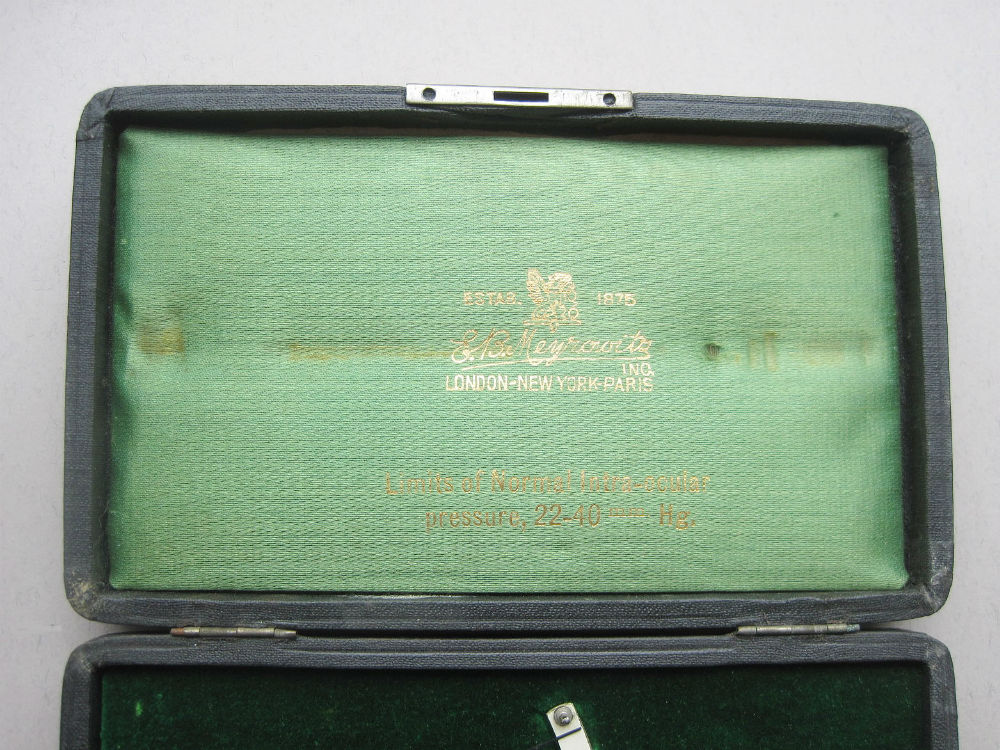 ESTAB. 1875
E.B. Meyrowitz
INC.
LONDON-NEW YORK-PARIS
Limits of Normal Intra-ocular
pressure, 22-40 m.m. Hg.